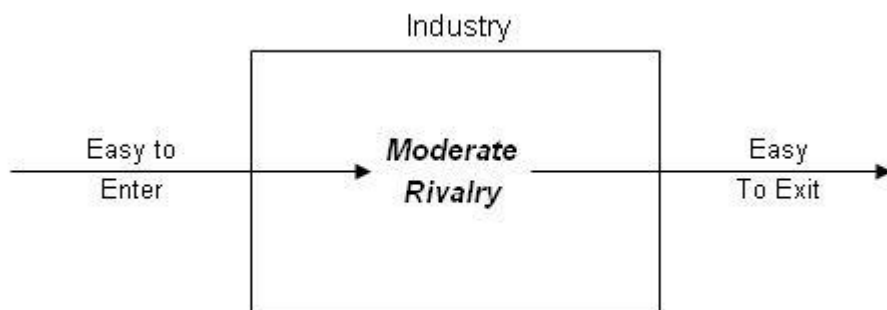 Industry
Easy to
Enter
Moderate
Rivalry
Easy
To Exit